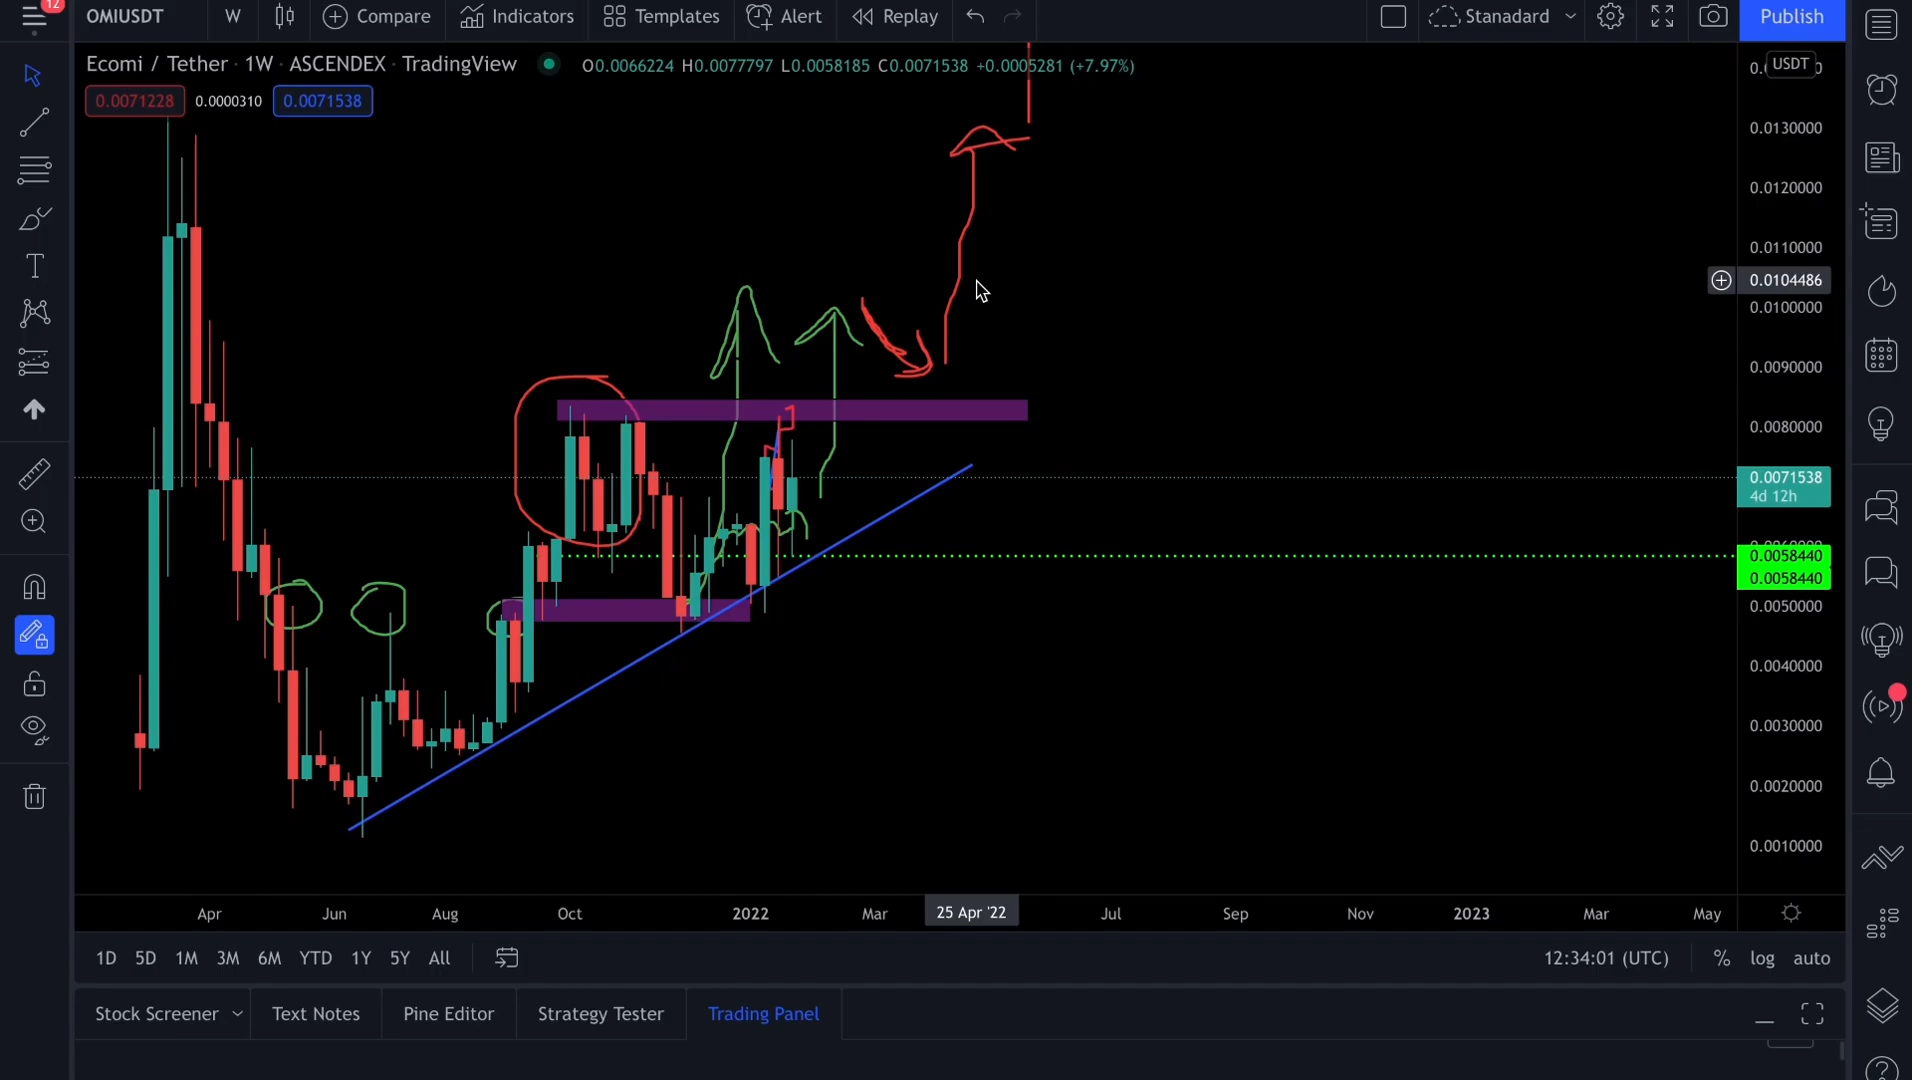 12
OMIUSDT W Compare Indicators Templates Alert Replay Stanadard Publish
Ecomi / Tether · 1W · ASCENDEX · TradingView O0.0066224 H0.0077797 L0.0058185 C0.0071538 +0.0005281 (+7.97%)
USDT
0.0071228 0.0000310 0.0071538
0.0130000
0.0120000
0.0110000
0.0104486
0.0100000
0.0090000
0.0080000
0.0071538
4d 12h
0.0058440
0.0058440
0.0050000
0.0040000
0.0030000
0.0020000
0.0010000
Apr Jun Aug Oct 2022 Mar 25 Apr '22 Jul Sep Nov 2023 Mar May
1D 5D 1M 3M 6M YTD 1Y 5Y All 12:34:01 (UTC) % log auto
Stock Screener Text Notes Pine Editor Strategy Tester Trading Panel